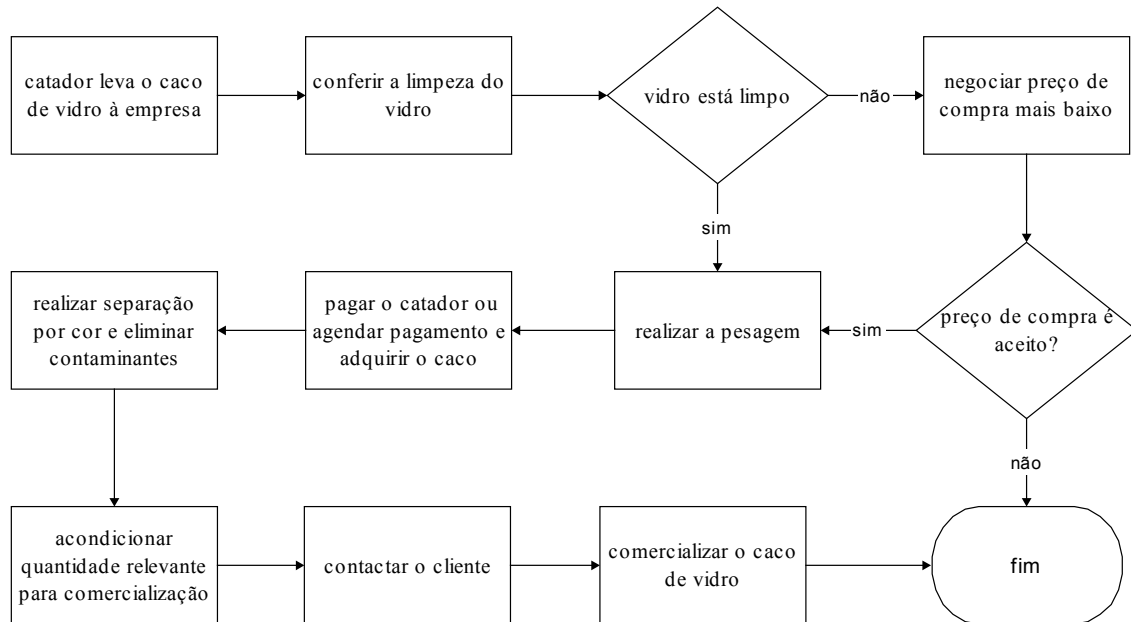 catador leva o caco
de vidro à empresa
conferir a limpeza do
vidro
vidro está limpo
não
negociar preço de
compra mais baixo
sim
realizar separação
por cor e eliminar
contaminantes
pagar o catador ou
agendar pagamento e
adquirir o caco
realizar a pesagem
sim
preço de compra é
aceito?
não
acondicionar
quantidade relevante
para comercialização
contactar o cliente
comercializar o caco
de vidro
fim